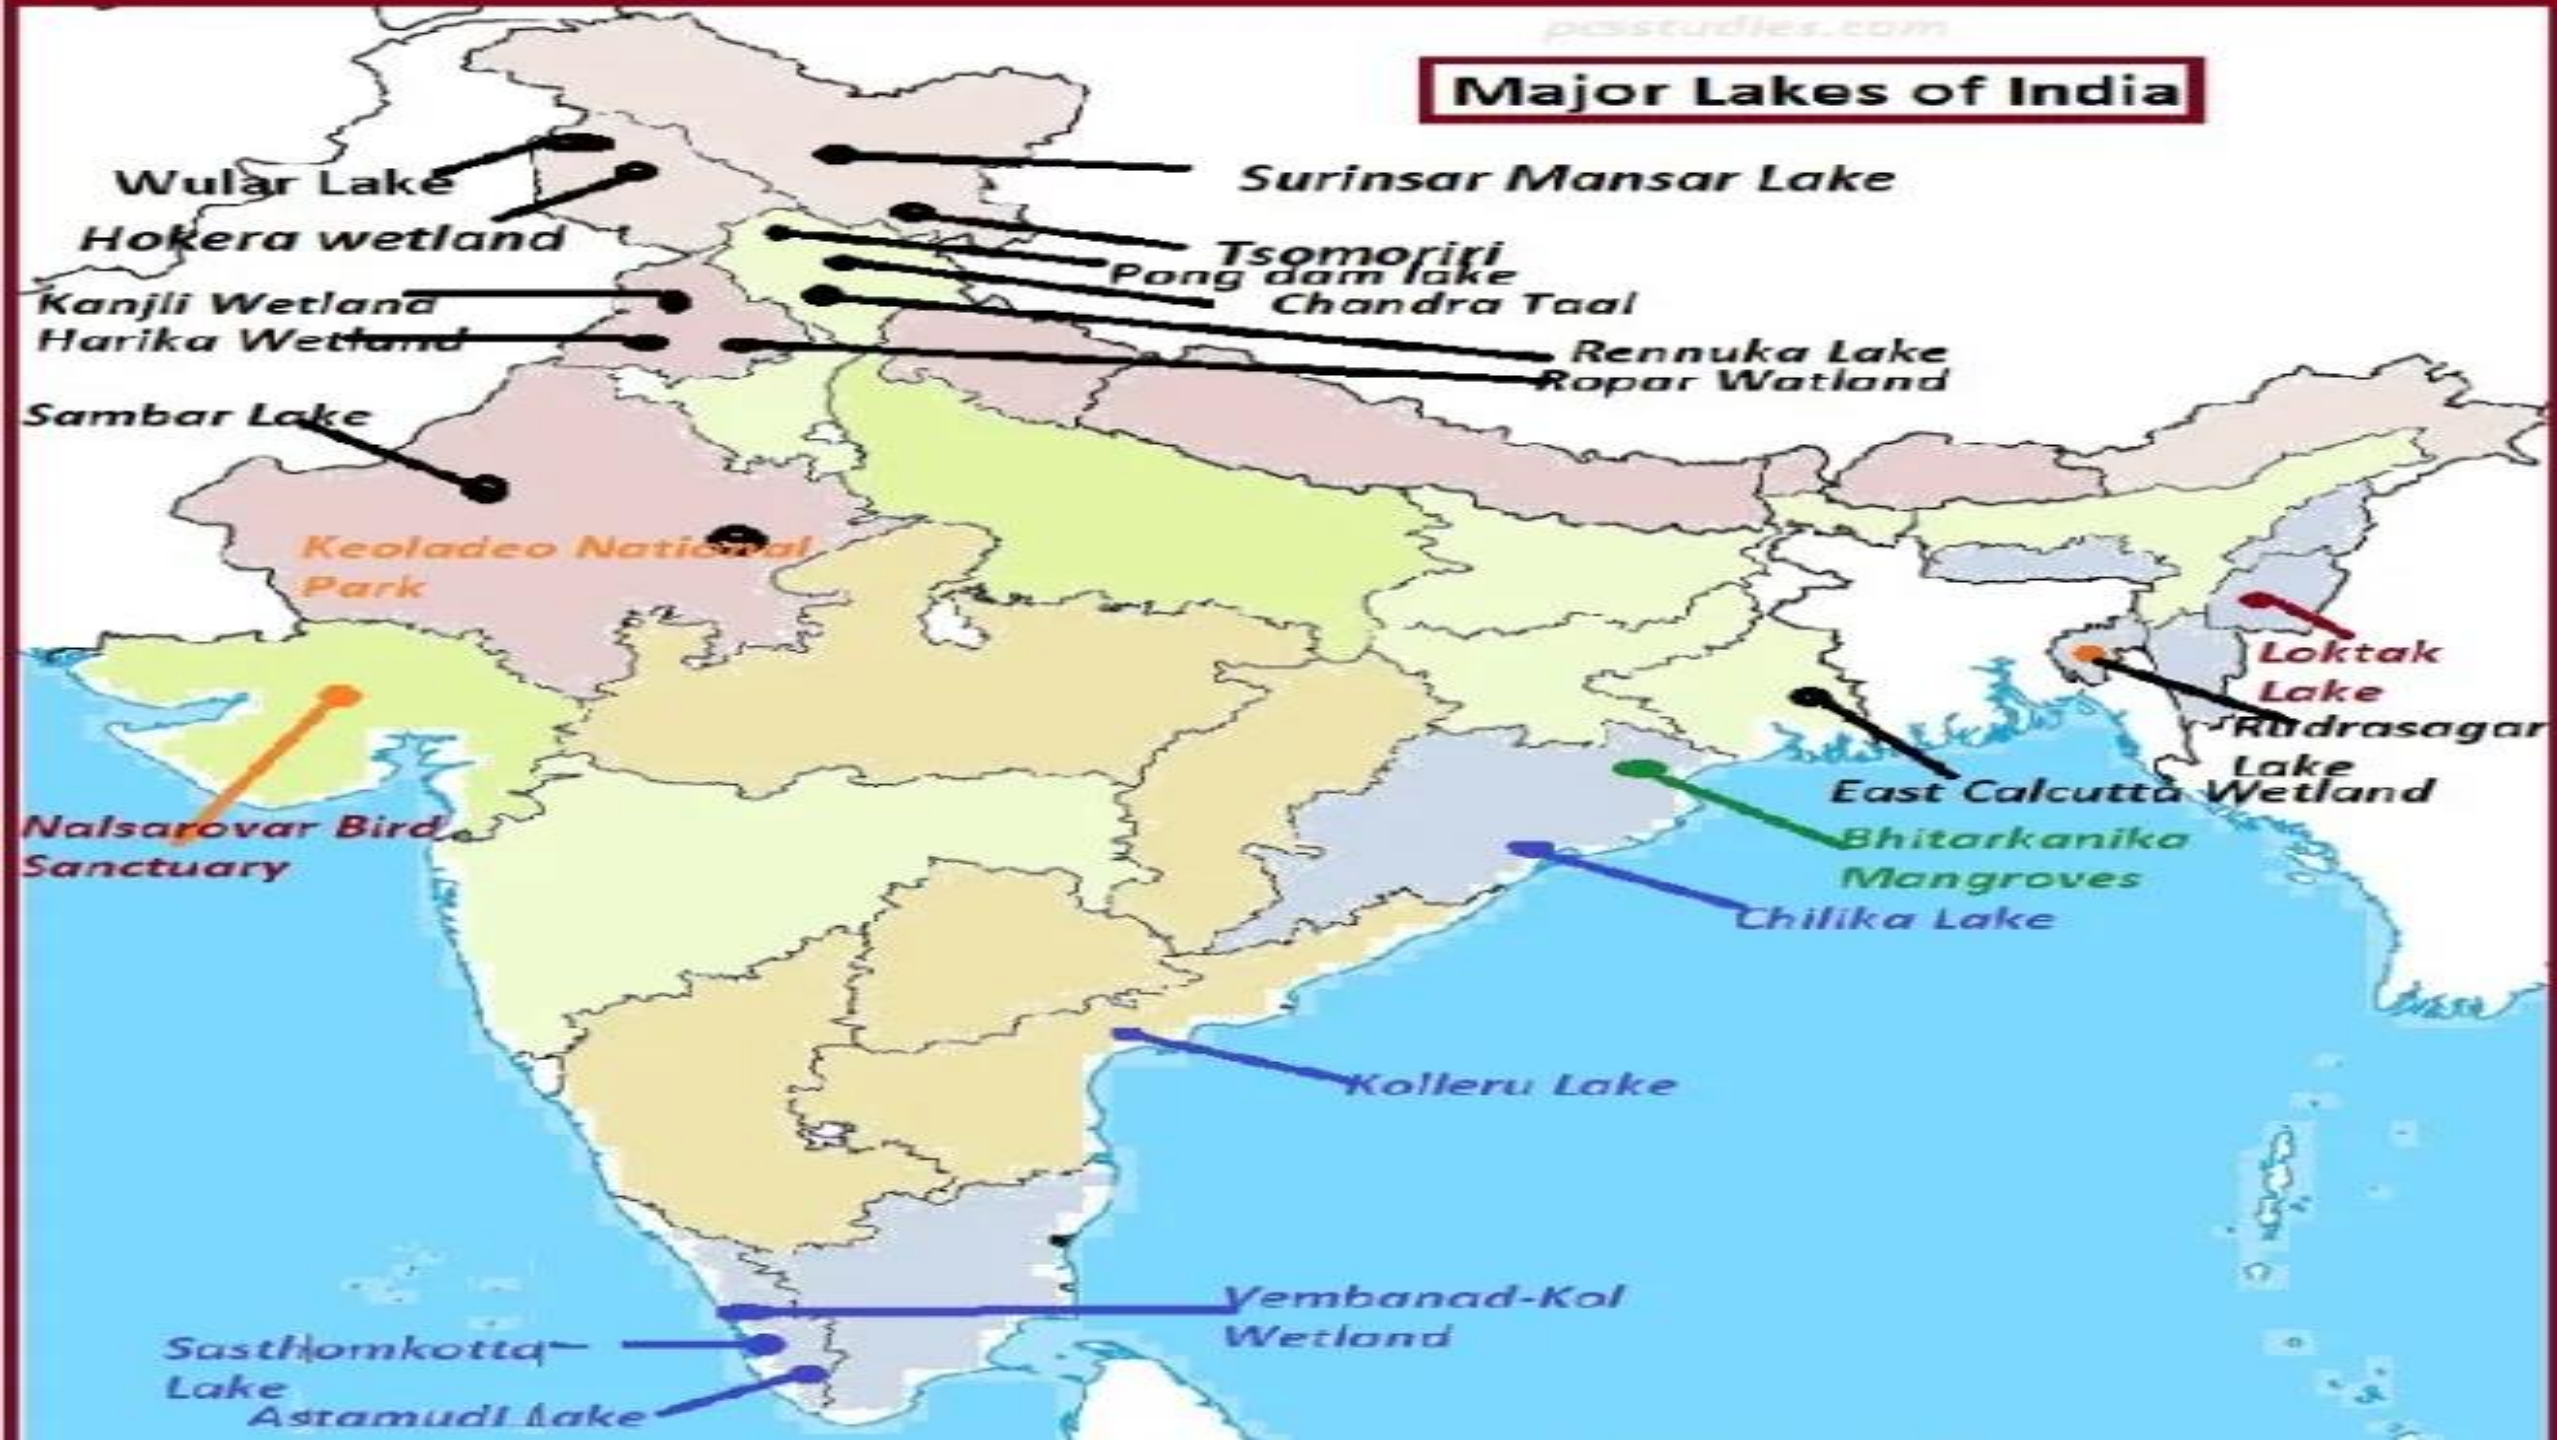 pcsstudies.com
Major Lakes of India
Wular Lake
Surinsar Mansar Lake
Hokera wetland
Tsomoriri
Pong dam lake
Kanjli Wetland
Chandra Taal
Harika Wetland
Rennuka Lake
Ropar Watland
Sambar Lake
Keoladeo National
Park
Loktak
Lake
Rudrasagar
Lake
East Calcutta Wetland
Nalsarovar Bird
Sanctuary
Bhitarkanika
Mangroves
Chilika Lake
Kolleru Lake
Vembanad-Kol
Wetland
Sasthomkotta
Lake
Astamudi Lake